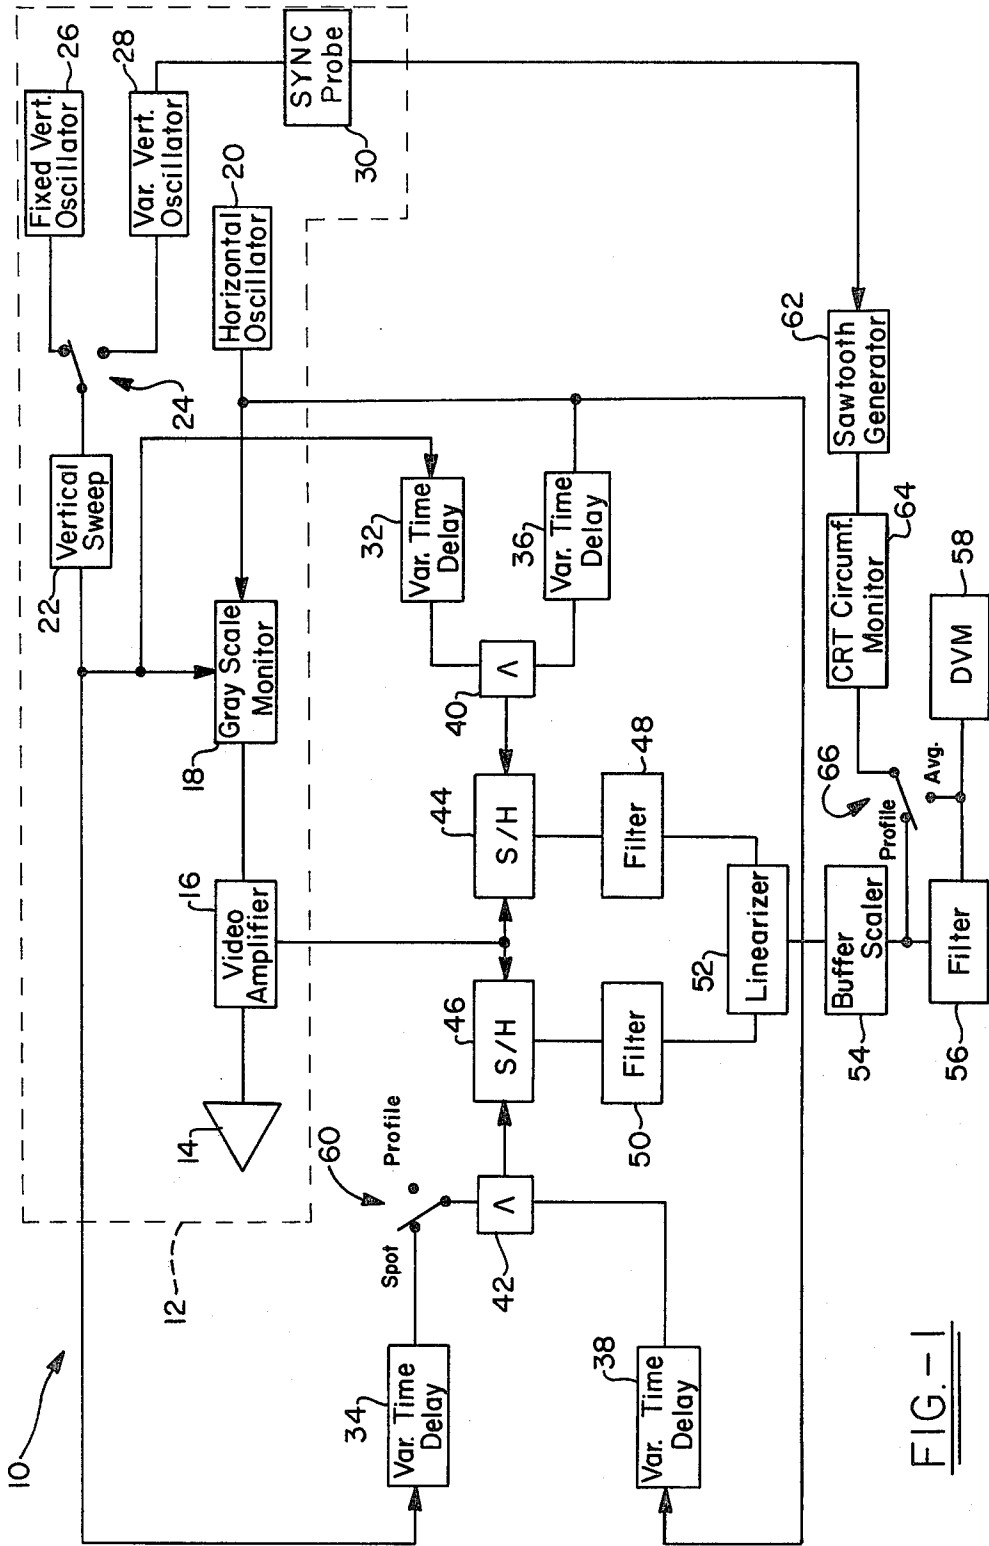 10
12
14
Video
Amplifier
16
Gray Scale
Monitor
18
Horizontal
Oscillator
20
Vertical
Sweep
22
24
Fixed Vert.
Oscillator
26
Var. Vert.
Oscillator
28
SYNC
Probe
30
Var. Time
Delay
34
Spot
Profile
60
Var. Time
Delay
32
Var. Time
Delay
36
Λ
40
Λ
42
S/H
46
S/H
44
Var. Time
Delay
38
Filter
50
Filter
48
Linearizer
52
Buffer
Scaler
54
Profile
66
Avg.
CRT Circumf.
Monitor
64
Sawtooth
Generator
62
Filter
56
DVM
58
FIG.-1